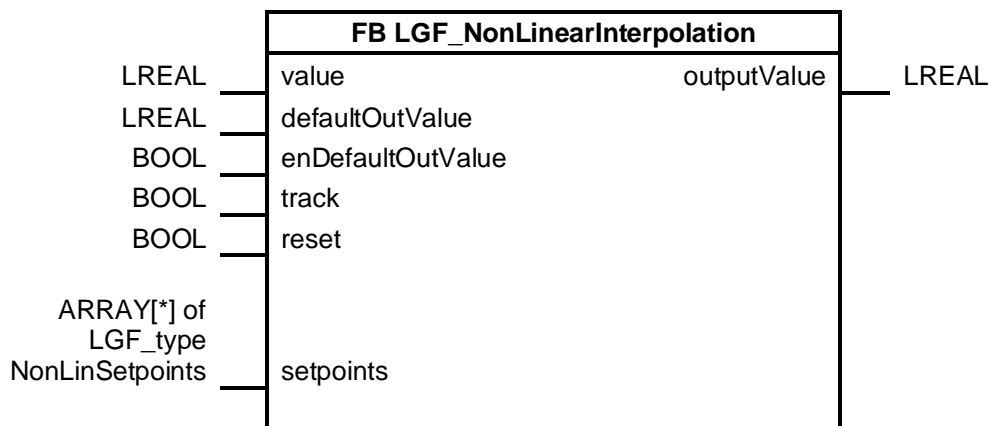 FB LGF_NonLinearInterpolation
LREAL value outputValue LREAL
LREAL defaultOutValue
BOOL enDefaultOutValue
BOOL track
BOOL reset
ARRAY[*] of
LGF_type
NonLinSetpoints setpoints